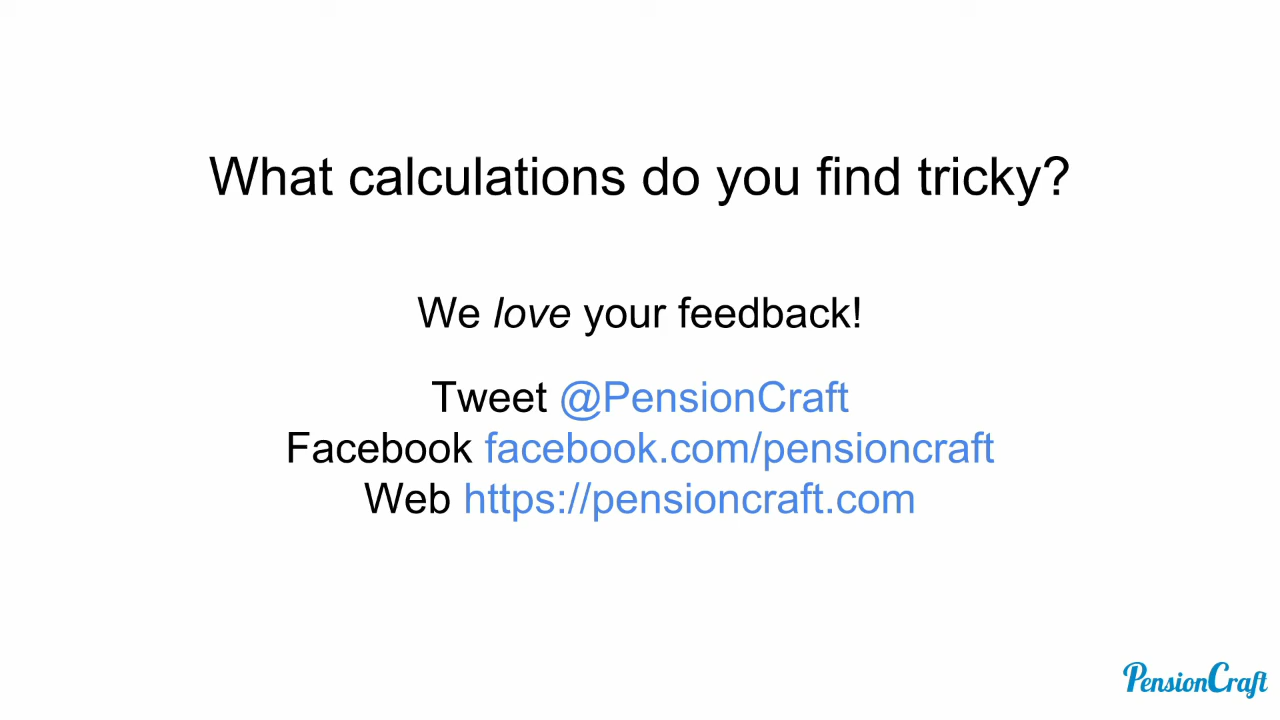 What calculations do you find tricky?
We love your feedback!
Tweet @PensionCraft
Facebook facebook.com/pensioncraft
Web https://pensioncraft.com
PensionCraft